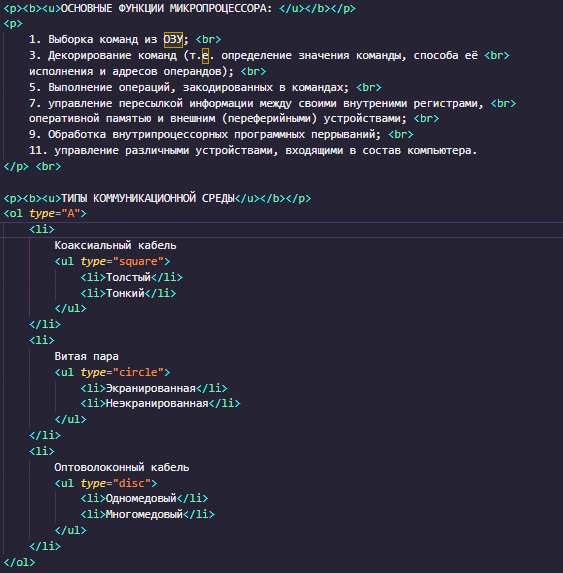 <p><b><u>ОСНОВНЫЕ ФУНКЦИИ МИКРОПРОЦЕССОРА: </u></b></p>
<p>
    1. Выборка команд из ОЗУ; <br>
    3. Декорирование команд (т.е. определение значения команды, способа её <br>
    исполнения и адресов операндов); <br>
    5. Выполнение операций, закодированных в командах; <br>
    7. управление пересылкой информации между своими внутреними регистрами, <br>
    оперативной памятью и внешним (переферийными) устройствами; <br>
    9. Обработка внутрипроцессорных программных перрываний; <br>
    11. управление различными устройствами, входящими в состав компьютера.
</p> <br>
<p><b><u>ТИПЫ КОММУНИКАЦИОННОЙ СРЕДЫ</u></b></p>
<ol type="A">
    <li>
        Коаксиальный кабель
        <ul type="square">
            <li>Толстый</li>
            <li>Тонкий</li>
        </ul>
    </li>
    <li>
        Витая пара
        <ul type="circle">
            <li>Экранированная</li>
            <li>Неэкранированная</li>
        </ul>
    </li>
    <li>
        Оптоволоконный кабель
        <ul type="disc">
            <li>Одномедовый</li>
            <li>Многомедовый</li>
        </ul>
    </li>
</ol>